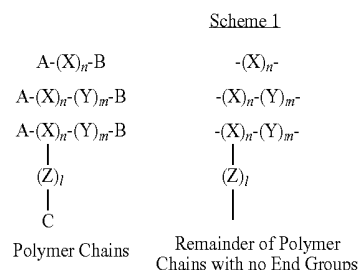 Scheme 1
A-(X)n-B
-(X)n-
A-(X)n-(Y)m-B
-(X)n-(Y)m-
A-(X)n-(Y)m-B
-(X)n-(Y)m-
(Z)l
(Z)l
C
Polymer Chains
Remainder of Polymer
Chains with no End Groups